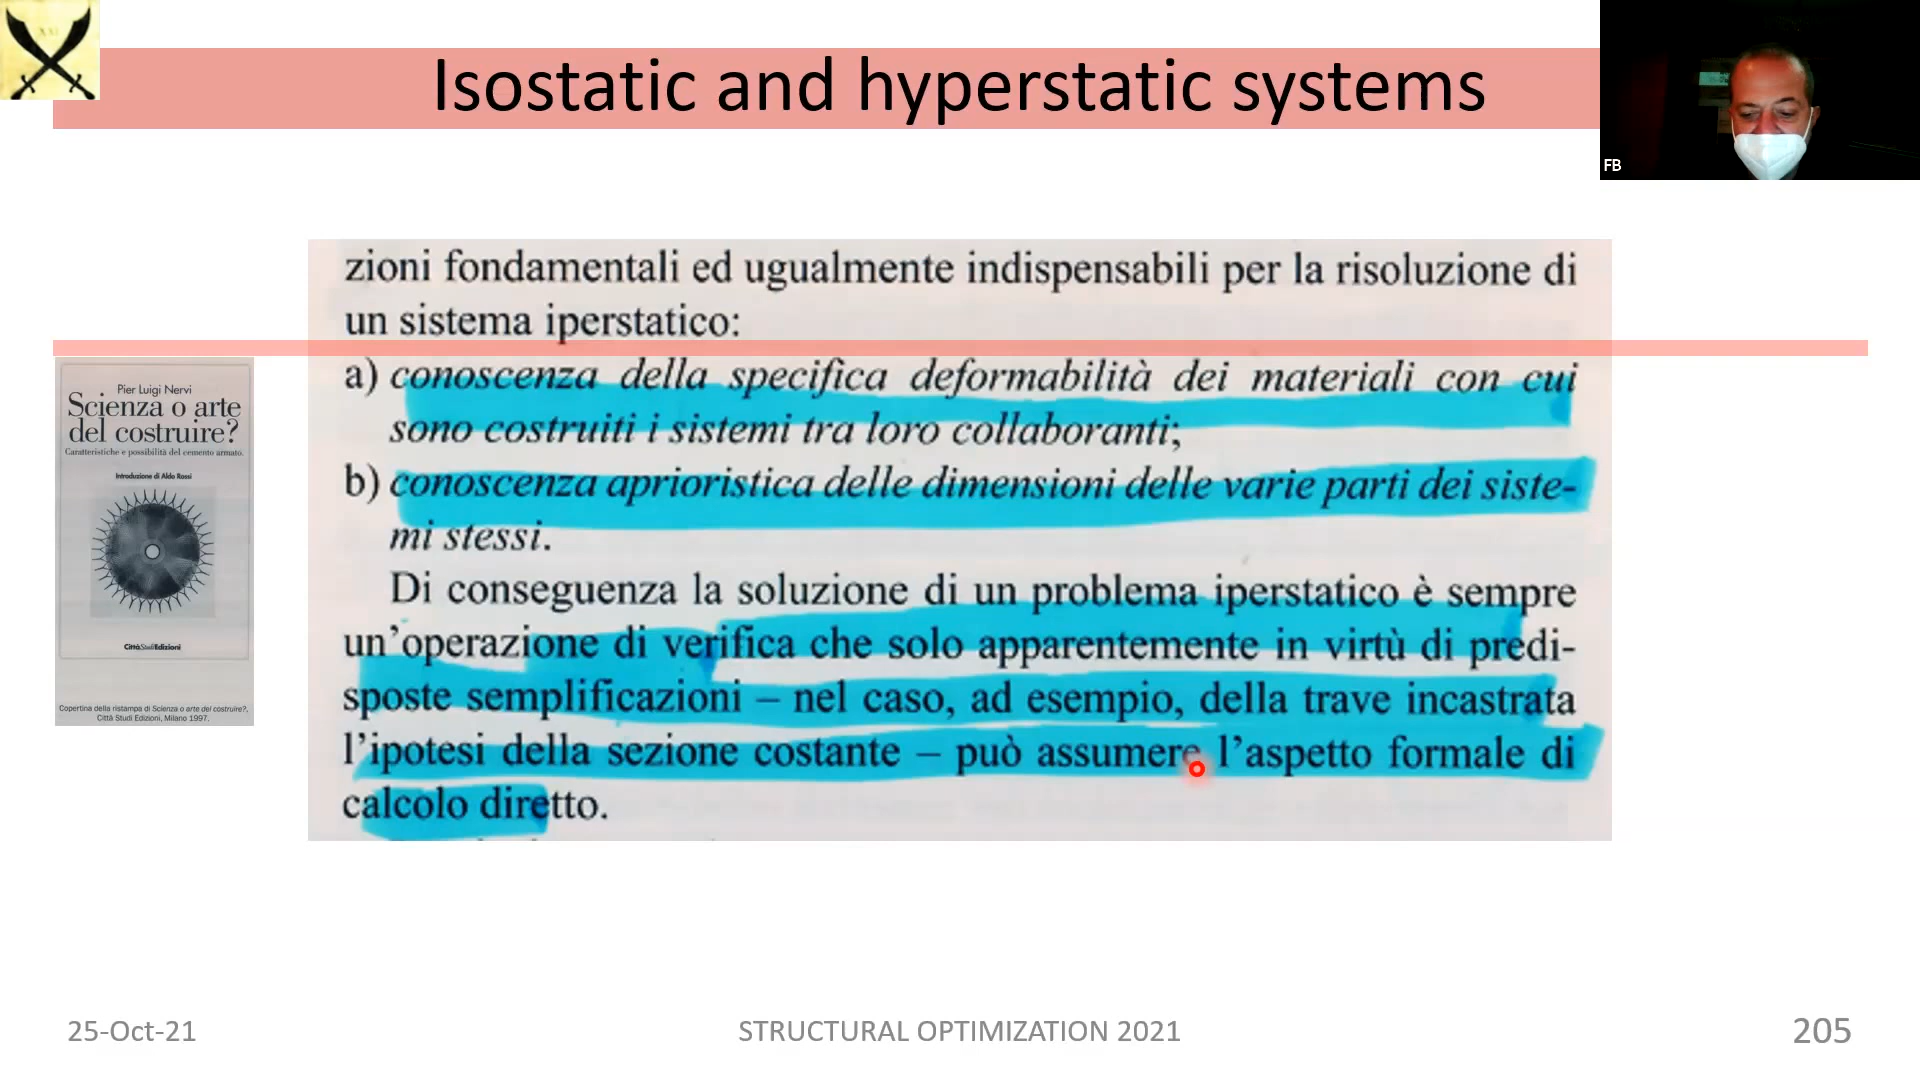 XXI
Isostatic and hyperstatic systems
FB
zioni fondamentali ed ugualmente indispensabili per la risoluzione di
un sistema iperstatico:
a) conoscenza della specifica deformabilità dei materiali con cui
sono costruiti i sistemi tra loro collaboranti;
b) conoscenza aprioristica delle dimensioni delle varie parti dei siste-
mi stessi.
Di conseguenza la soluzione di un problema iperstatico è sempre
un’operazione di verifica che solo apparentemente in virtù di predi-
sposte semplificazioni – nel caso, ad esempio, della trave incastrata
l’ipotesi della sezione costante – può assumere l’aspetto formale di
calcolo diretto.
Pier Luigi Nervi
Scienza o arte
del costruire?
Caratteristiche e possibilità del cemento armato.
Introduzione di Aldo Rossi
CittàStudiEdizioni
Copertina della ristampa di Scienza o arte del costruire?,
Città Studi Edizioni, Milano 1997.
25-Oct-21
STRUCTURAL OPTIMIZATION 2021
205